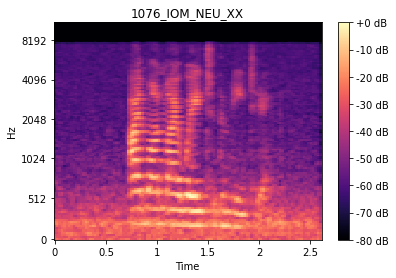 1076_IOM_NEU_XX
+0 dB
8192
-10 dB
4096
-20 dB
-30 dB
2048
Hz
-40 dB
1024
-50 dB
512
-60 dB
-70 dB
0
-80 dB
0
0.5
1
1.5
2
2.5
Time